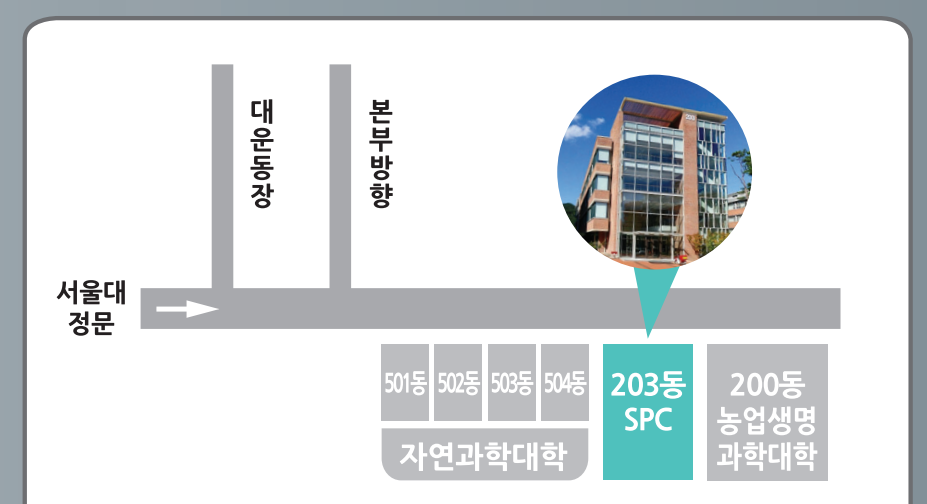 대운동장
본부방향
서울대
정문
501동 502동 503동 504동
자연과학대학
203동
SPC
200동
농업생명
과학대학